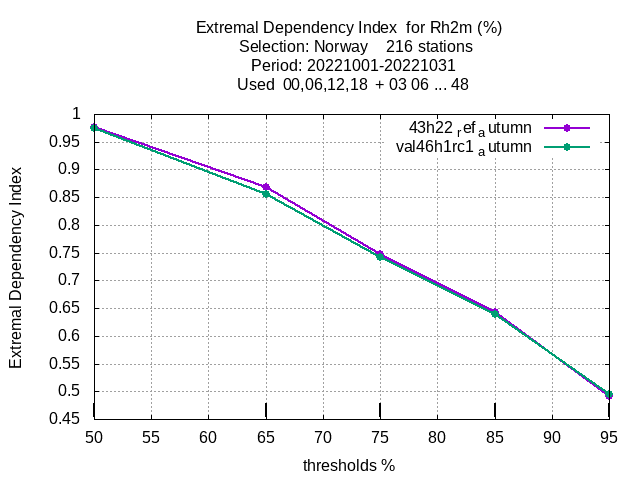 Extremal Dependency Index  for Rh2m (%)
Selection: Norway    216 stations
Period: 20221001-20221031
Used  00,06,12,18  + 03 06 ... 48
43h22 ref autumn
val46h1rc1 autumn
Extremal Dependency Index
1
0.95
0.9
0.85
0.8
0.75
0.7
0.65
0.6
0.55
0.5
0.45
50 55 60 65 70 75 80 85 90 95
thresholds %